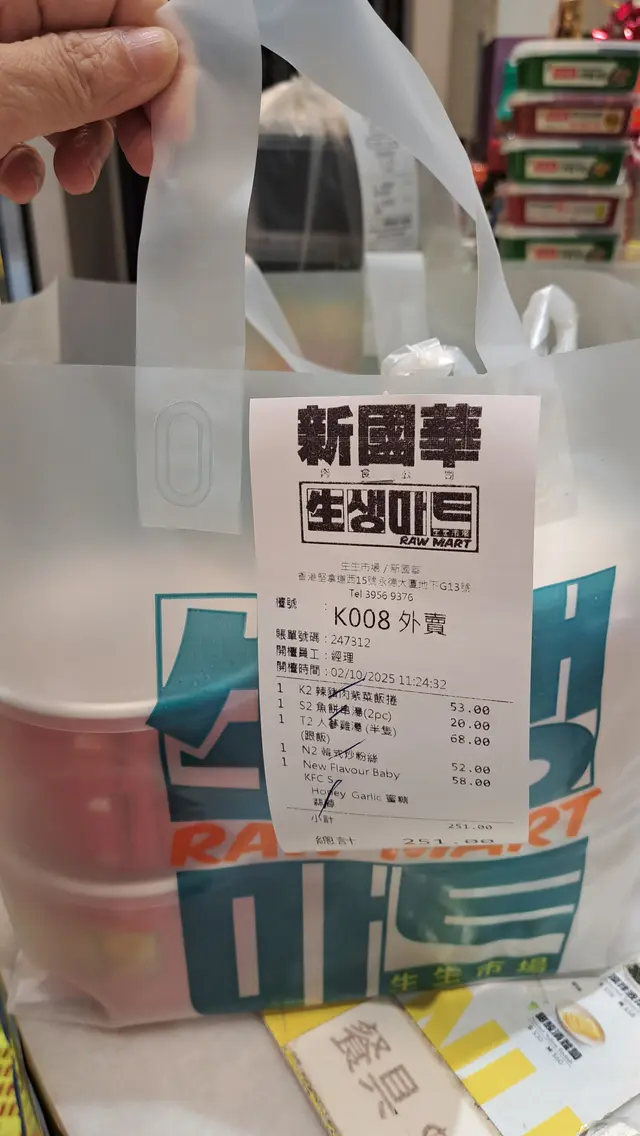 新國華
肉食公司
生생마트
生生市場
RAW MART
生生市場 / 新國華
香港堅拿道西15號永德大廈地下G13號
Tel 3956 9376
檯號 : K008 外賣
賬單號碼 : 247312
開檯員工 : 經理
開檯時間 : 02/10/2025 11:24:32
1 K2 辣豬肉紫菜飯捲 53.00
1 S2 魚餅串湯(2pc) 20.00
1 T2 人蔘雞湯 (半隻) 68.00
(跟飯)
1 N2 韓式炒粉絲 52.00
1 New Flavour Baby 58.00
KFC S
Honey Garlic 蜜糖
小計 251.00
總計 251.00
RAW MART
마트
生生市場
餐具